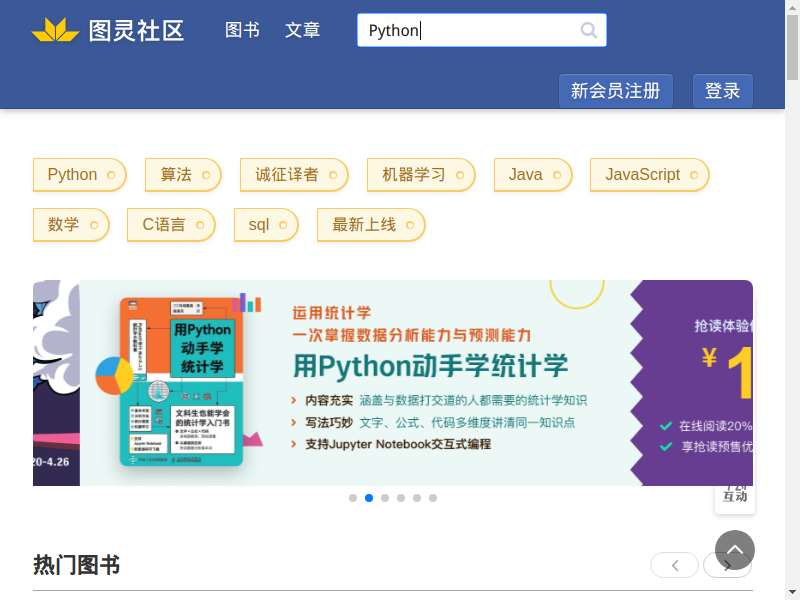 图灵社区 图书 文章 Python
新会员注册 登录
Python 算法 诚征译者 机器学习 Java JavaScript
数学 C语言 sql 最新上线
运用统计学
一次掌握数据分析能力与预测能力
用Python动手学统计学
内容充实 涵盖与数据打交道的人都需要的统计学知识
写法巧妙 文字、公式、代码多维度讲清同一知识点
支持Jupyter Notebook交互式编程
用Python
动手学
统计学
文科生也能学会
的统计学入门书
20-4.26
抢读体验
¥1
在线阅读20%
享抢读预售优
互动
热门图书